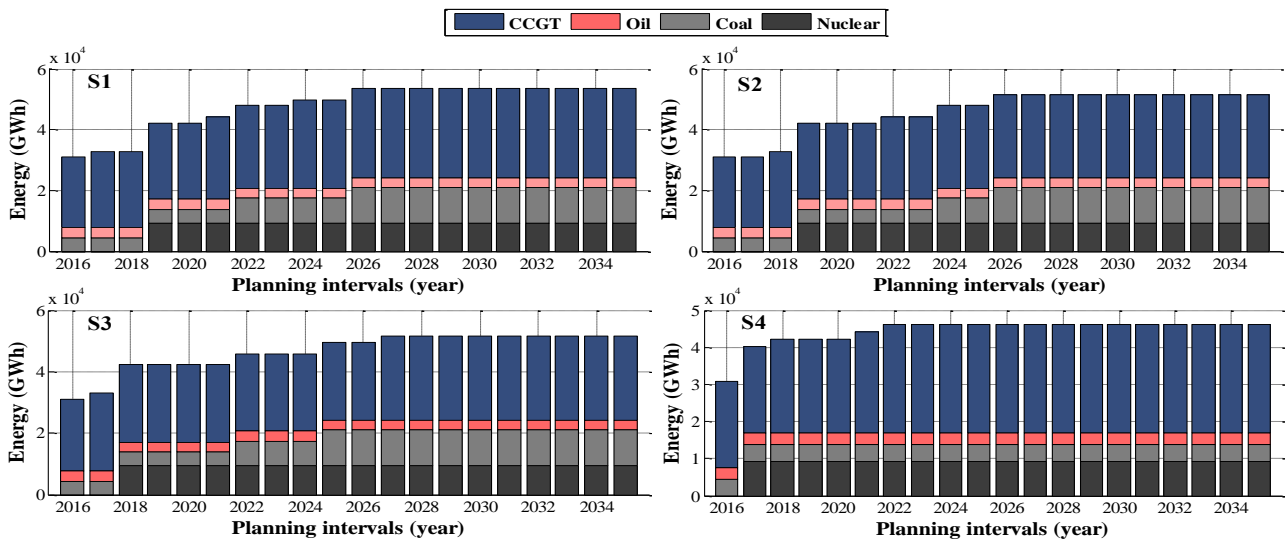 CCGT Oil Coal Nuclear
x 10^4
S1
6
4
2
0
Energy (GWh)
2016 2018 2020 2022 2024 2026 2028 2030 2032 2034
Planning intervals (year)
x 10^4
S2
6
4
2
0
Energy (GWh)
2016 2018 2020 2022 2024 2026 2028 2030 2032 2034
Planning intervals (year)
x 10^4
S3
6
4
2
0
Energy (GWh)
2016 2018 2020 2022 2024 2026 2028 2030 2032 2034
Planning intervals (year)
x 10^4
S4
5
4
3
2
1
0
Energy (GWh)
2016 2018 2020 2022 2024 2026 2028 2030 2032 2034
Planning intervals (year)